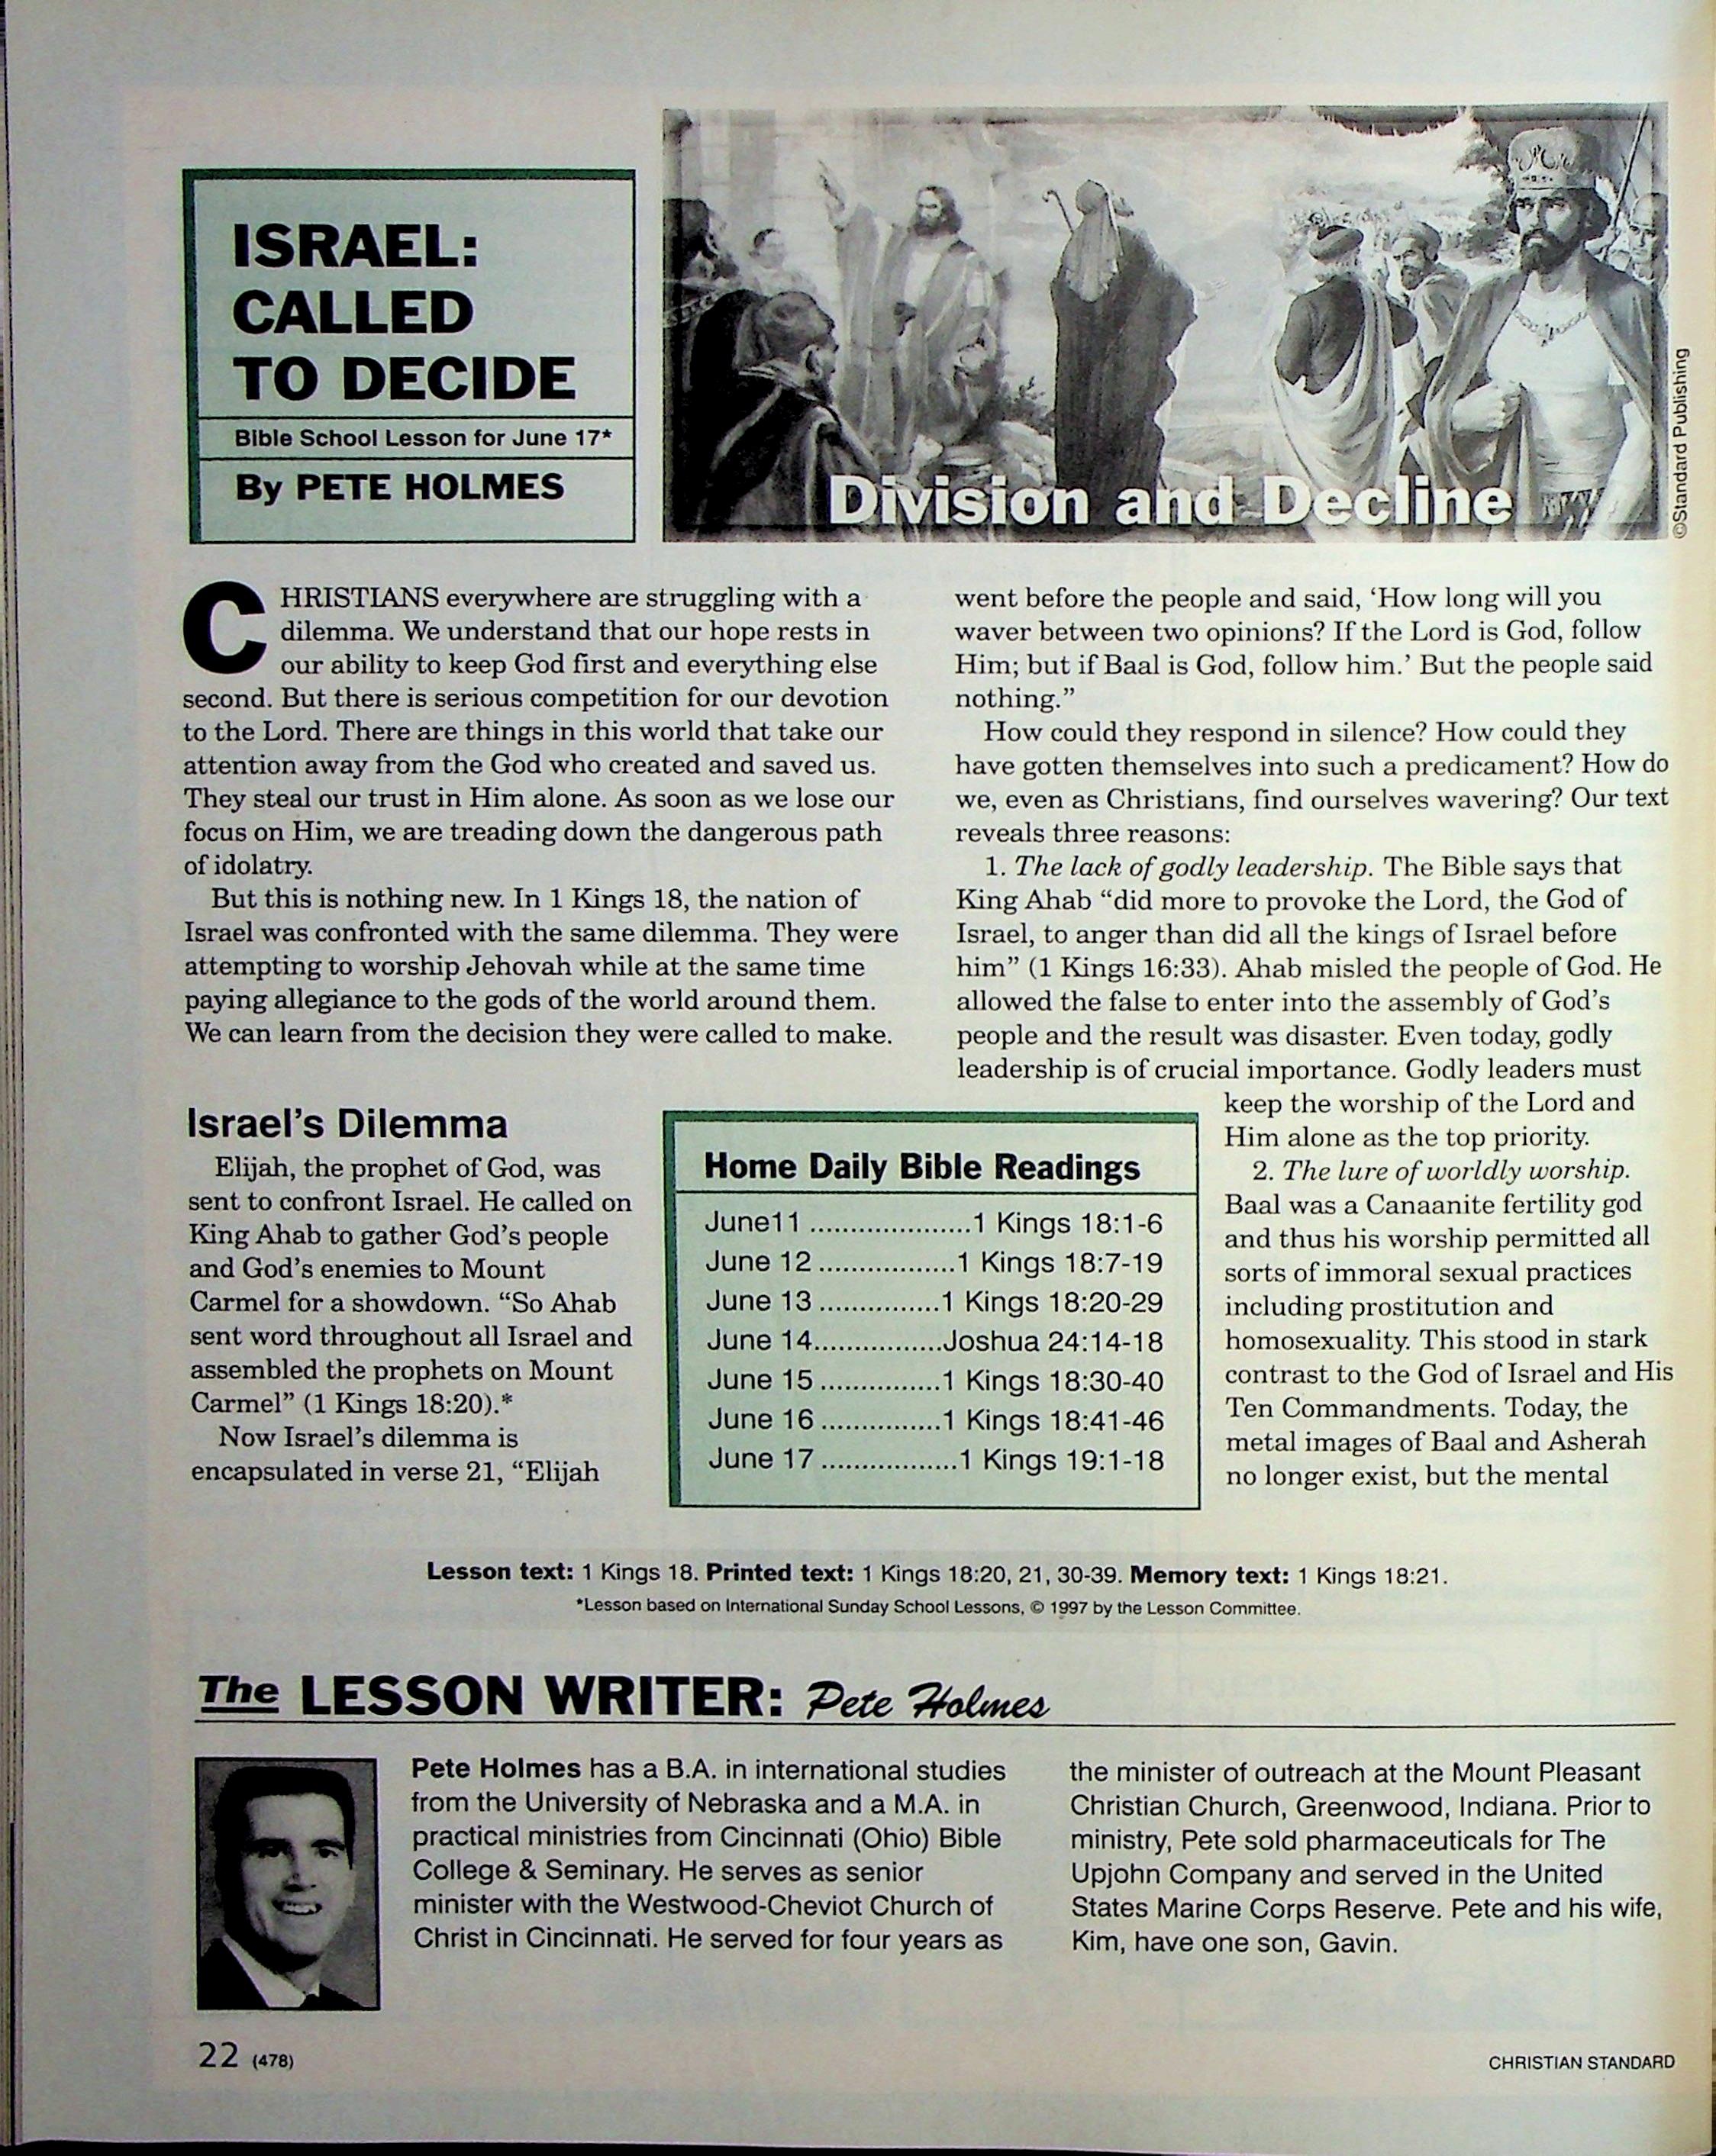 ISRAEL:
CALLED
TO DECIDE
Bible School Lesson for June 17*
By PETE HOLMES
Division and Decline
©Standard Publishing
CHRISTIANS everywhere are struggling with a
dilemma. We understand that our hope rests in
our ability to keep God first and everything else
second. But there is serious competition for our devotion
to the Lord. There are things in this world that take our
attention away from the God who created and saved us.
They steal our trust in Him alone. As soon as we lose our
focus on Him, we are treading down the dangerous path
of idolatry.
But this is nothing new. In 1 Kings 18, the nation of
Israel was confronted with the same dilemma. They were
attempting to worship Jehovah while at the same time
paying allegiance to the gods of the world around them.
We can learn from the decision they were called to make.
Israel's Dilemma
Elijah, the prophet of God, was
sent to confront Israel. He called on
King Ahab to gather God's people
and God's enemies to Mount
Carmel for a showdown. “So Ahab
sent word throughout all Israel and
assembled the prophets on Mount
Carmel” (1 Kings 18:20).*
Now Israel's dilemma is
encapsulated in verse 21, “Elijah
went before the people and said, ‘How long will you
waver between two opinions? If the Lord is God, follow
Him; but if Baal is God, follow him.’ But the people said
nothing.”
How could they respond in silence? How could they
have gotten themselves into such a predicament? How do
we, even as Christians, find ourselves wavering? Our text
reveals three reasons:
1. The lack of godly leadership. The Bible says that
King Ahab “did more to provoke the Lord, the God of
Israel, to anger than did all the kings of Israel before
him” (1 Kings 16:33). Ahab misled the people of God. He
allowed the false to enter into the assembly of God's
people and the result was disaster. Even today, godly
leadership is of crucial importance. Godly leaders must
keep the worship of the Lord and
Him alone as the top priority.
2. The lure of worldly worship.
Baal was a Canaanite fertility god
and thus his worship permitted all
sorts of immoral sexual practices
including prostitution and
homosexuality. This stood in stark
contrast to the God of Israel and His
Ten Commandments. Today, the
metal images of Baal and Asherah
no longer exist, but the mental
Home Daily Bible Readings
June11 ....................1 Kings 18:1-6
June 12.................1 Kings 18:7-19
June 13...............1 Kings 18:20-29
June 14................Joshua 24:14-18
June 15...............1 Kings 18:30-40
June 16...............1 Kings 18:41-46
June 17.................1 Kings 19:1-18
Lesson text: 1 Kings 18. Printed text: 1 Kings 18:20, 21, 30-39. Memory text: 1 Kings 18:21.
*Lesson based on International Sunday School Lessons, © 1997 by the Lesson Committee.
The LESSON WRITER: Pete Holmes
Pete Holmes has a B.A. in international studies
from the University of Nebraska and a M.A. in
practical ministries from Cincinnati (Ohio) Bible
College & Seminary. He serves as senior
minister with the Westwood-Cheviot Church of
Christ in Cincinnati. He served for four years as
the minister of outreach at the Mount Pleasant
Christian Church, Greenwood, Indiana. Prior to
ministry, Pete sold pharmaceuticals for The
Upjohn Company and served in the United
States Marine Corps Reserve. Pete and his wife,
Kim, have one son, Gavin.
22 (478)
CHRISTIAN STANDARD